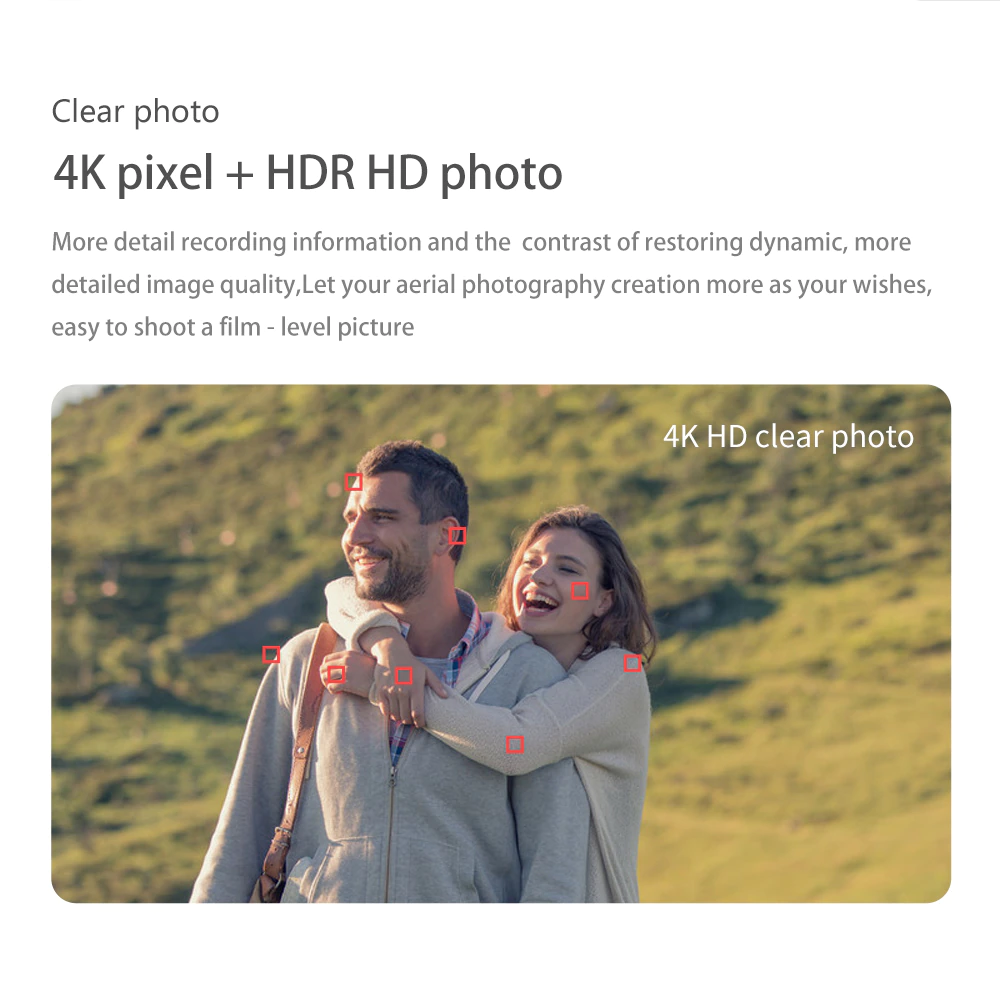 Clear photo
4K pixel + HDR HD photo
More detail recording information and the  contrast of restoring dynamic, more
detailed image quality,Let your aerial photography creation more as your wishes,
easy to shoot a film - level picture
4K HD clear photo